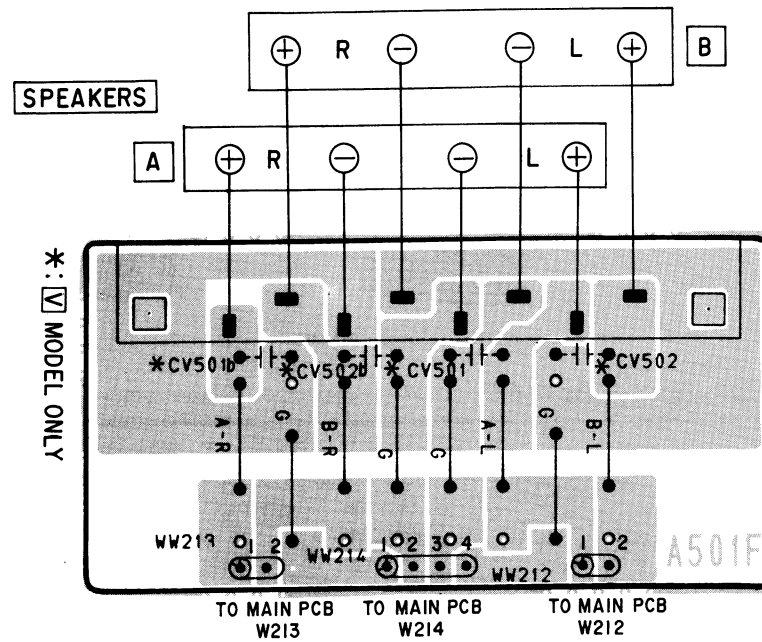 ⊕ R ⊖ ⊖ L ⊕ B
SPEAKERS
A ⊕ R ⊖ ⊖ L ⊕
*: V MODEL ONLY
*CV501b *CV502b *CV501 *CV502
A-R G B-R G G A-L G B-L
WW213 1 2 WW214 1 2 3 4 WW212 1 2
A501F
TO MAIN PCB
W213
TO MAIN PCB
W214
TO MAIN PCB
W212